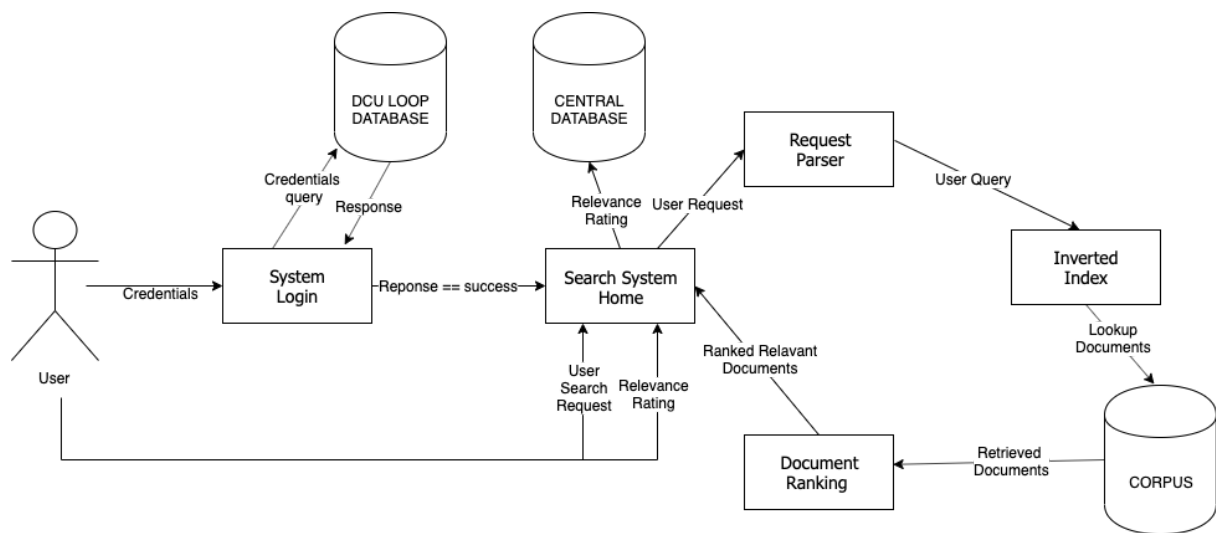 DCU LOOP
DATABASE
CENTRAL
DATABASE
Request
Parser
Credentials
query
Response
Relevance
Rating
User Request
User Query
System
Login
Search System
Home
Inverted
Index
Credentials
Reponse == success
Lookup
Documents
Ranked Relavant
Documents
User
User
Search
Request
Relevance
Rating
Document
Ranking
Retrieved
Documents
CORPUS